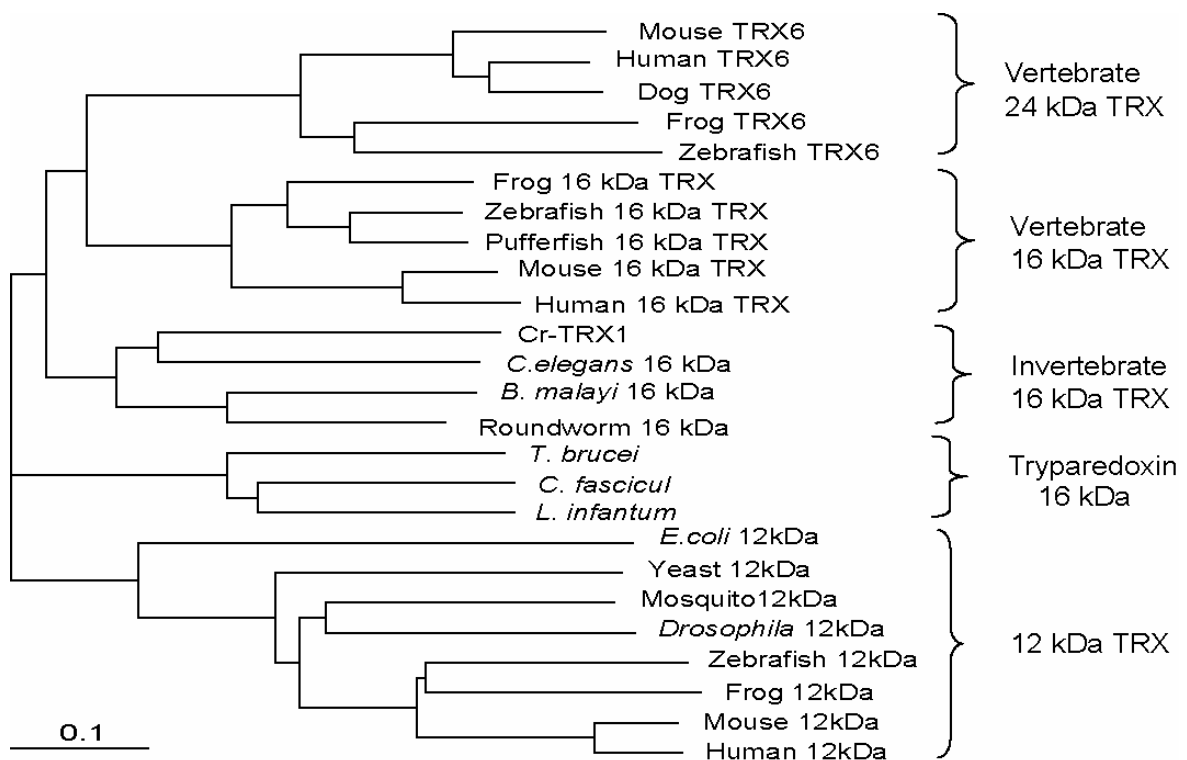 Mouse TRX6
Human TRX6
Dog TRX6
Frog TRX6
Zebrafish TRX6
Vertebrate
24 kDa TRX
Frog 16 kDa TRX
Zebrafish 16 kDa TRX
Pufferfish 16 kDa TRX
Mouse 16 kDa TRX
Human 16 kDa TRX
Vertebrate
16 kDa TRX
Cr-TRX1
C.elegans 16 kDa
B. malayi 16 kDa
Roundworm 16 kDa
Invertebrate
16 kDa TRX
T. brucei
C. fascicul
L. infantum
Tryparedoxin
16 kDa
E.coli 12kDa
Yeast 12kDa
Mosquito12kDa
Drosophila 12kDa
Zebrafish 12kDa
Frog 12kDa
Mouse 12kDa
Human 12kDa
12 kDa TRX
0.1